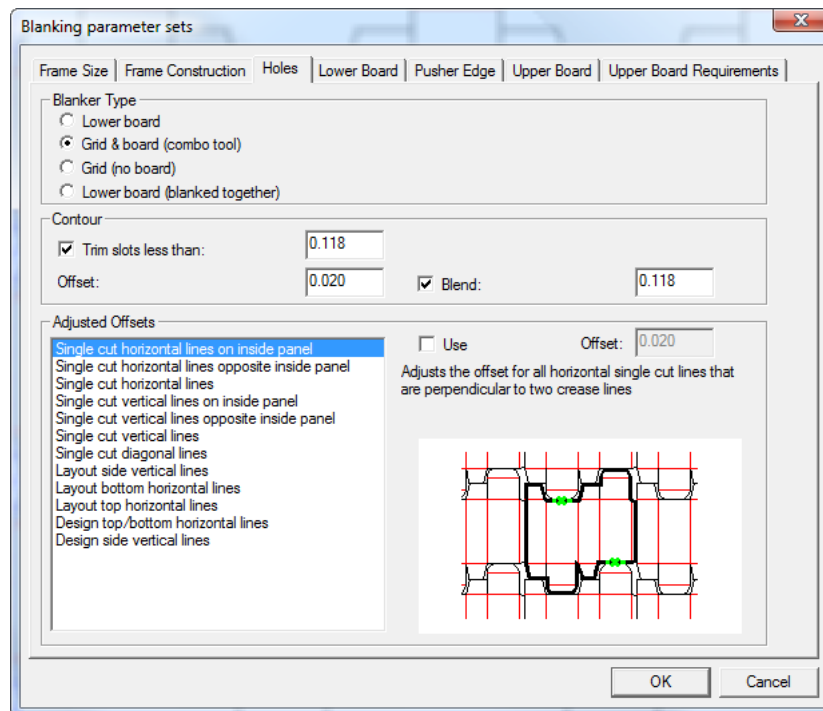 Blanking parameter sets
Frame Size Frame Construction Holes Lower Board Pusher Edge Upper Board Upper Board Requirements
Blanker Type
Lower board
Grid & board (combo tool)
Grid (no board)
Lower board (blanked together)
Contour
Trim slots less than: 0.118
Offset: 0.020 Blend: 0.118
Adjusted Offsets
Single cut horizontal lines on inside panel
Single cut horizontal lines opposite inside panel
Single cut horizontal lines
Single cut vertical lines on inside panel
Single cut vertical lines opposite inside panel
Single cut vertical lines
Single cut diagonal lines
Layout side vertical lines
Layout bottom horizontal lines
Layout top horizontal lines
Design top/bottom horizontal lines
Design side vertical lines
Use Offset: 0.020
Adjusts the offset for all horizontal single cut lines that
are perpendicular to two crease lines
OK Cancel